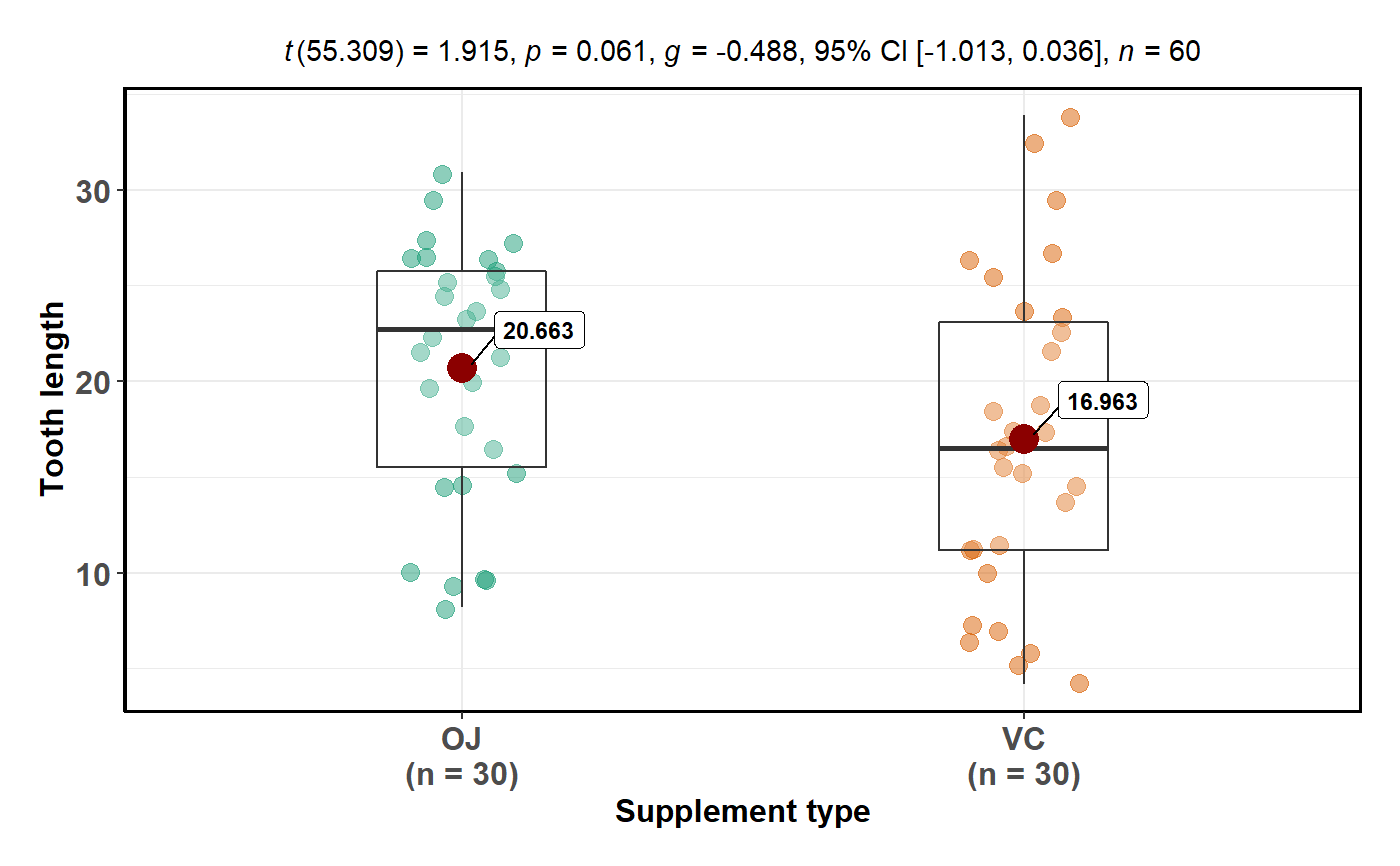 t(55.309) = 1.915, p = 0.061, g = -0.488, 95% CI [-1.013, 0.036], n = 60
Tooth length
30
20
10
20.663
16.963
OJ
(n = 30)
VC
(n = 30)
Supplement type